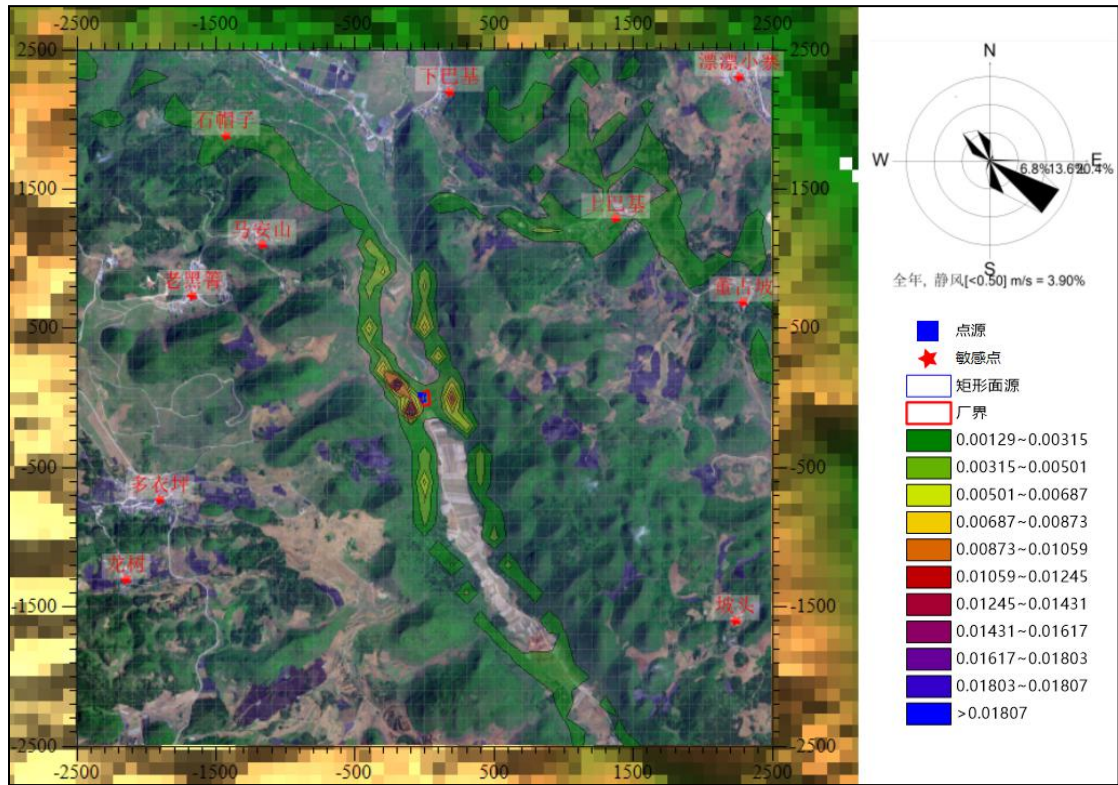 -2500 -1500 -500 500 1500 2500
2500 2500
漂漂小寨
下巴基
石帽子
1500 1500
上巴基
马安山
老黑箐
董古坡
500 500
-500 -500
多衣坪
龙树
-1500 -1500
坡头
-2500 -2500
-2500 -1500 -500 500 1500 2500
N
W
E
6.8%
13.6%
20.4%
S
全年, 静风[<0.50] m/s = 3.90%
点源
敏感点
矩形面源
厂界
0.00129~0.00315
0.00315~0.00501
0.00501~0.00687
0.00687~0.00873
0.00873~0.01059
0.01059~0.01245
0.01245~0.01431
0.01431~0.01617
0.01617~0.01803
0.01803~0.01807
>0.01807